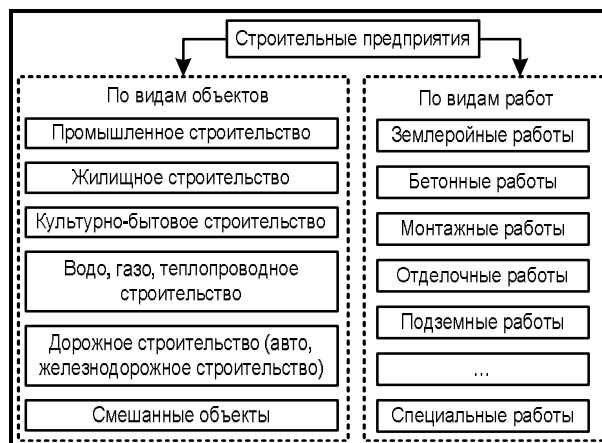 Строительные предприятия
По видам объектов
Промышленное строительство
Жилищное строительство
Культурно-бытовое строительство
Водо, газо, теплопроводное
строительство
Дорожное строительство (авто,
железнодорожное строительство)
Смешанные объекты
По видам работ
Землеройные работы
Бетонные работы
Монтажные работы
Отделочные работы
Подземные работы
...
Специальные работы